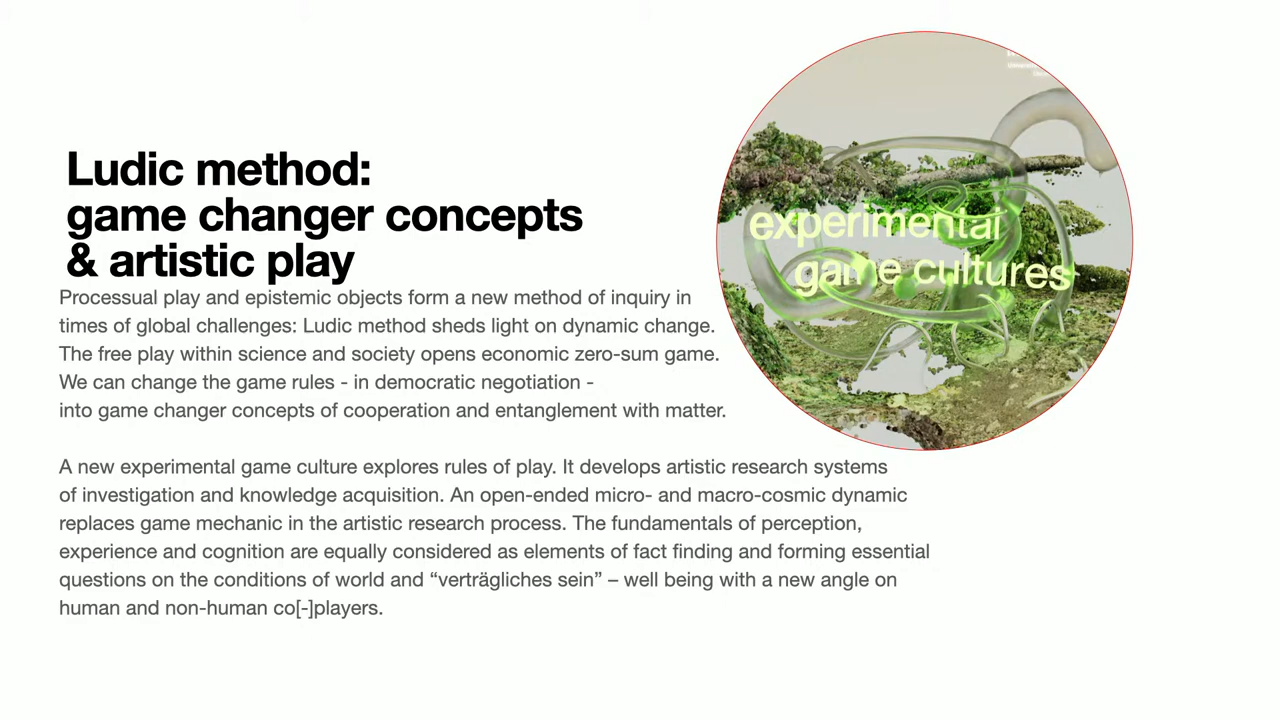 Ludic method:
game changer concepts
& artistic play
Processual play and epistemic objects form a new method of inquiry in
times of global challenges: Ludic method sheds light on dynamic change.
The free play within science and society opens economic zero-sum game.
We can change the game rules - in democratic negotiation -
into game changer concepts of cooperation and entanglement with matter.
A new experimental game culture explores rules of play. It develops artistic research systems
of investigation and knowledge acquisition. An open-ended micro- and macro-cosmic dynamic
replaces game mechanic in the artistic research process. The fundamentals of perception,
experience and cognition are equally considered as elements of fact finding and forming essential
questions on the conditions of world and “verträgliches sein” – well being with a new angle on
human and non-human co[-]players.
experimental
game cultures